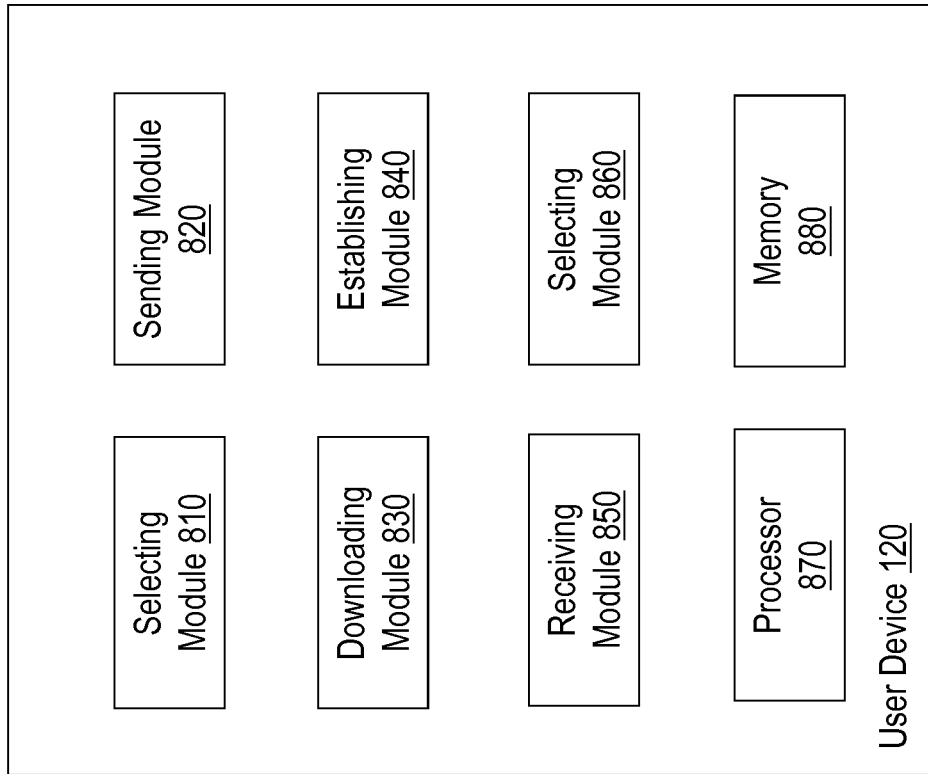 Selecting
Module 810
Sending Module
820
Downloading
Module 830
Establishing
Module 840
Receiving
Module 850
Selecting
Module 860
Processor
870
Memory
880
User Device 120